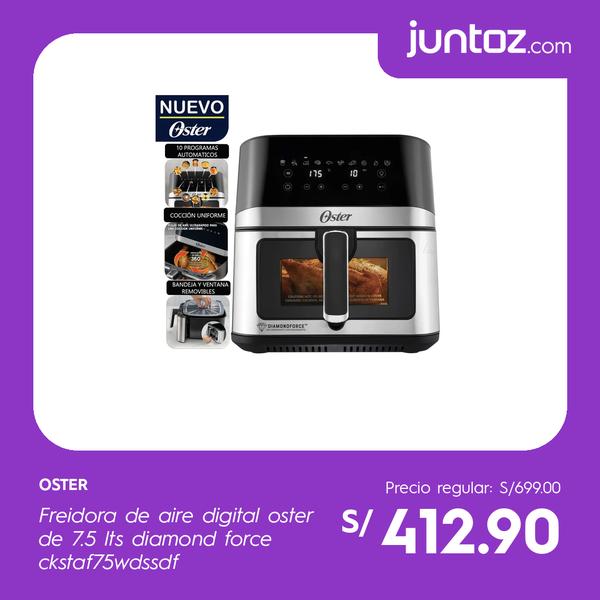 juntoz.com
NUEVO
Oster
10 PROGRAMAS
AUTOMATICOS
COCCIÓN UNIFORME
360
BANDEJA Y VENTANA
REMOVIBLES
175 10
Oster
DIAMONDFORCE™
OSTER
Precio regular: S/699.00
Freidora de aire digital oster
de 7.5 lts diamond force
ckstaf75wdssdf
S/ 412.90